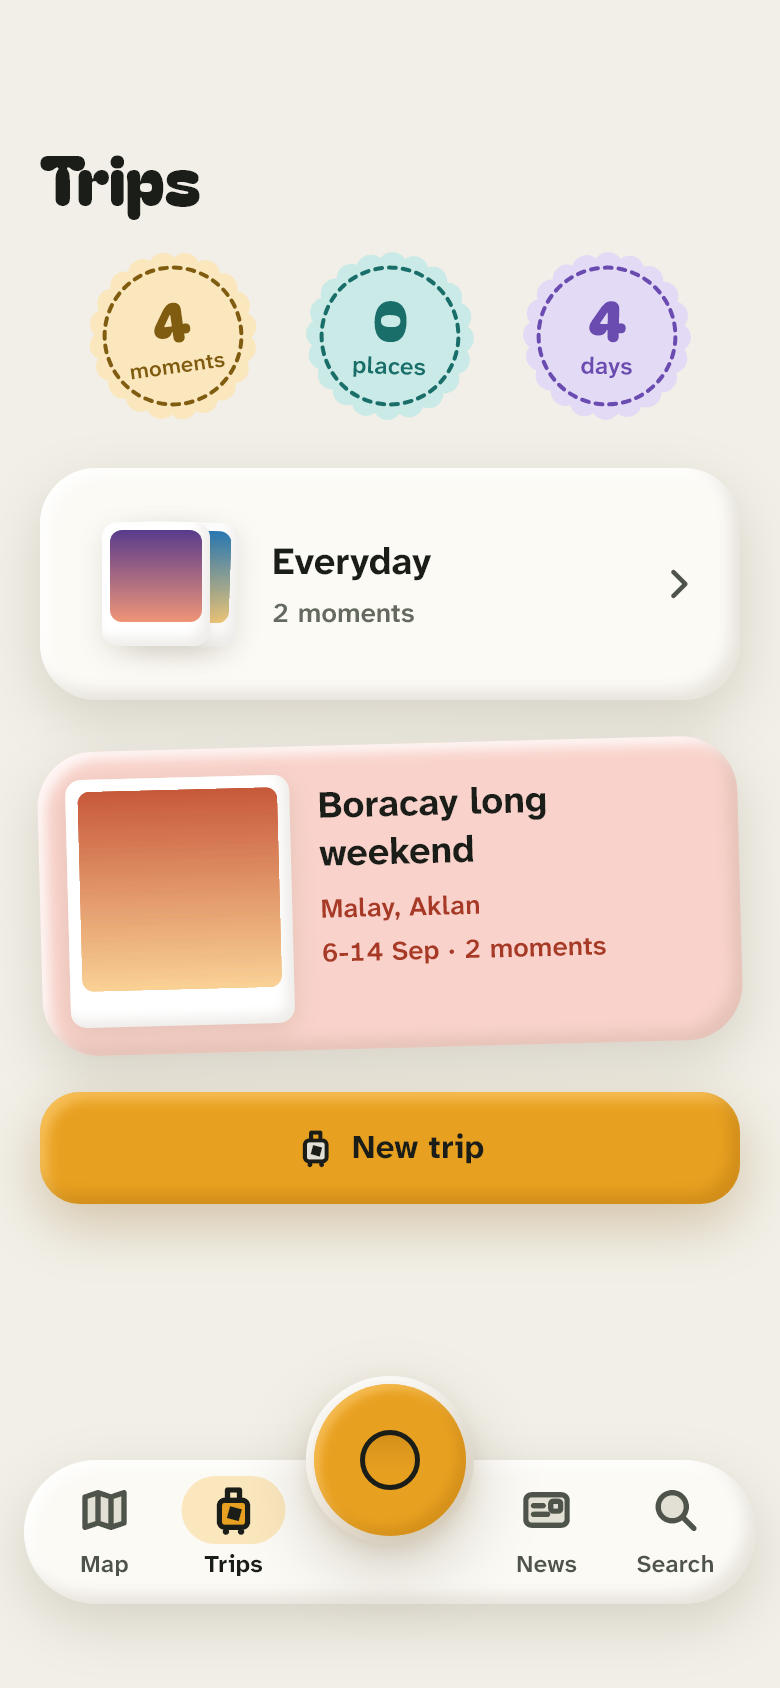 Trips
4
moments
0
places
4
days
Everyday
2 moments
Boracay long
weekend
Malay, Aklan
6-14 Sep · 2 moments
New trip
Map
Trips
News
Search